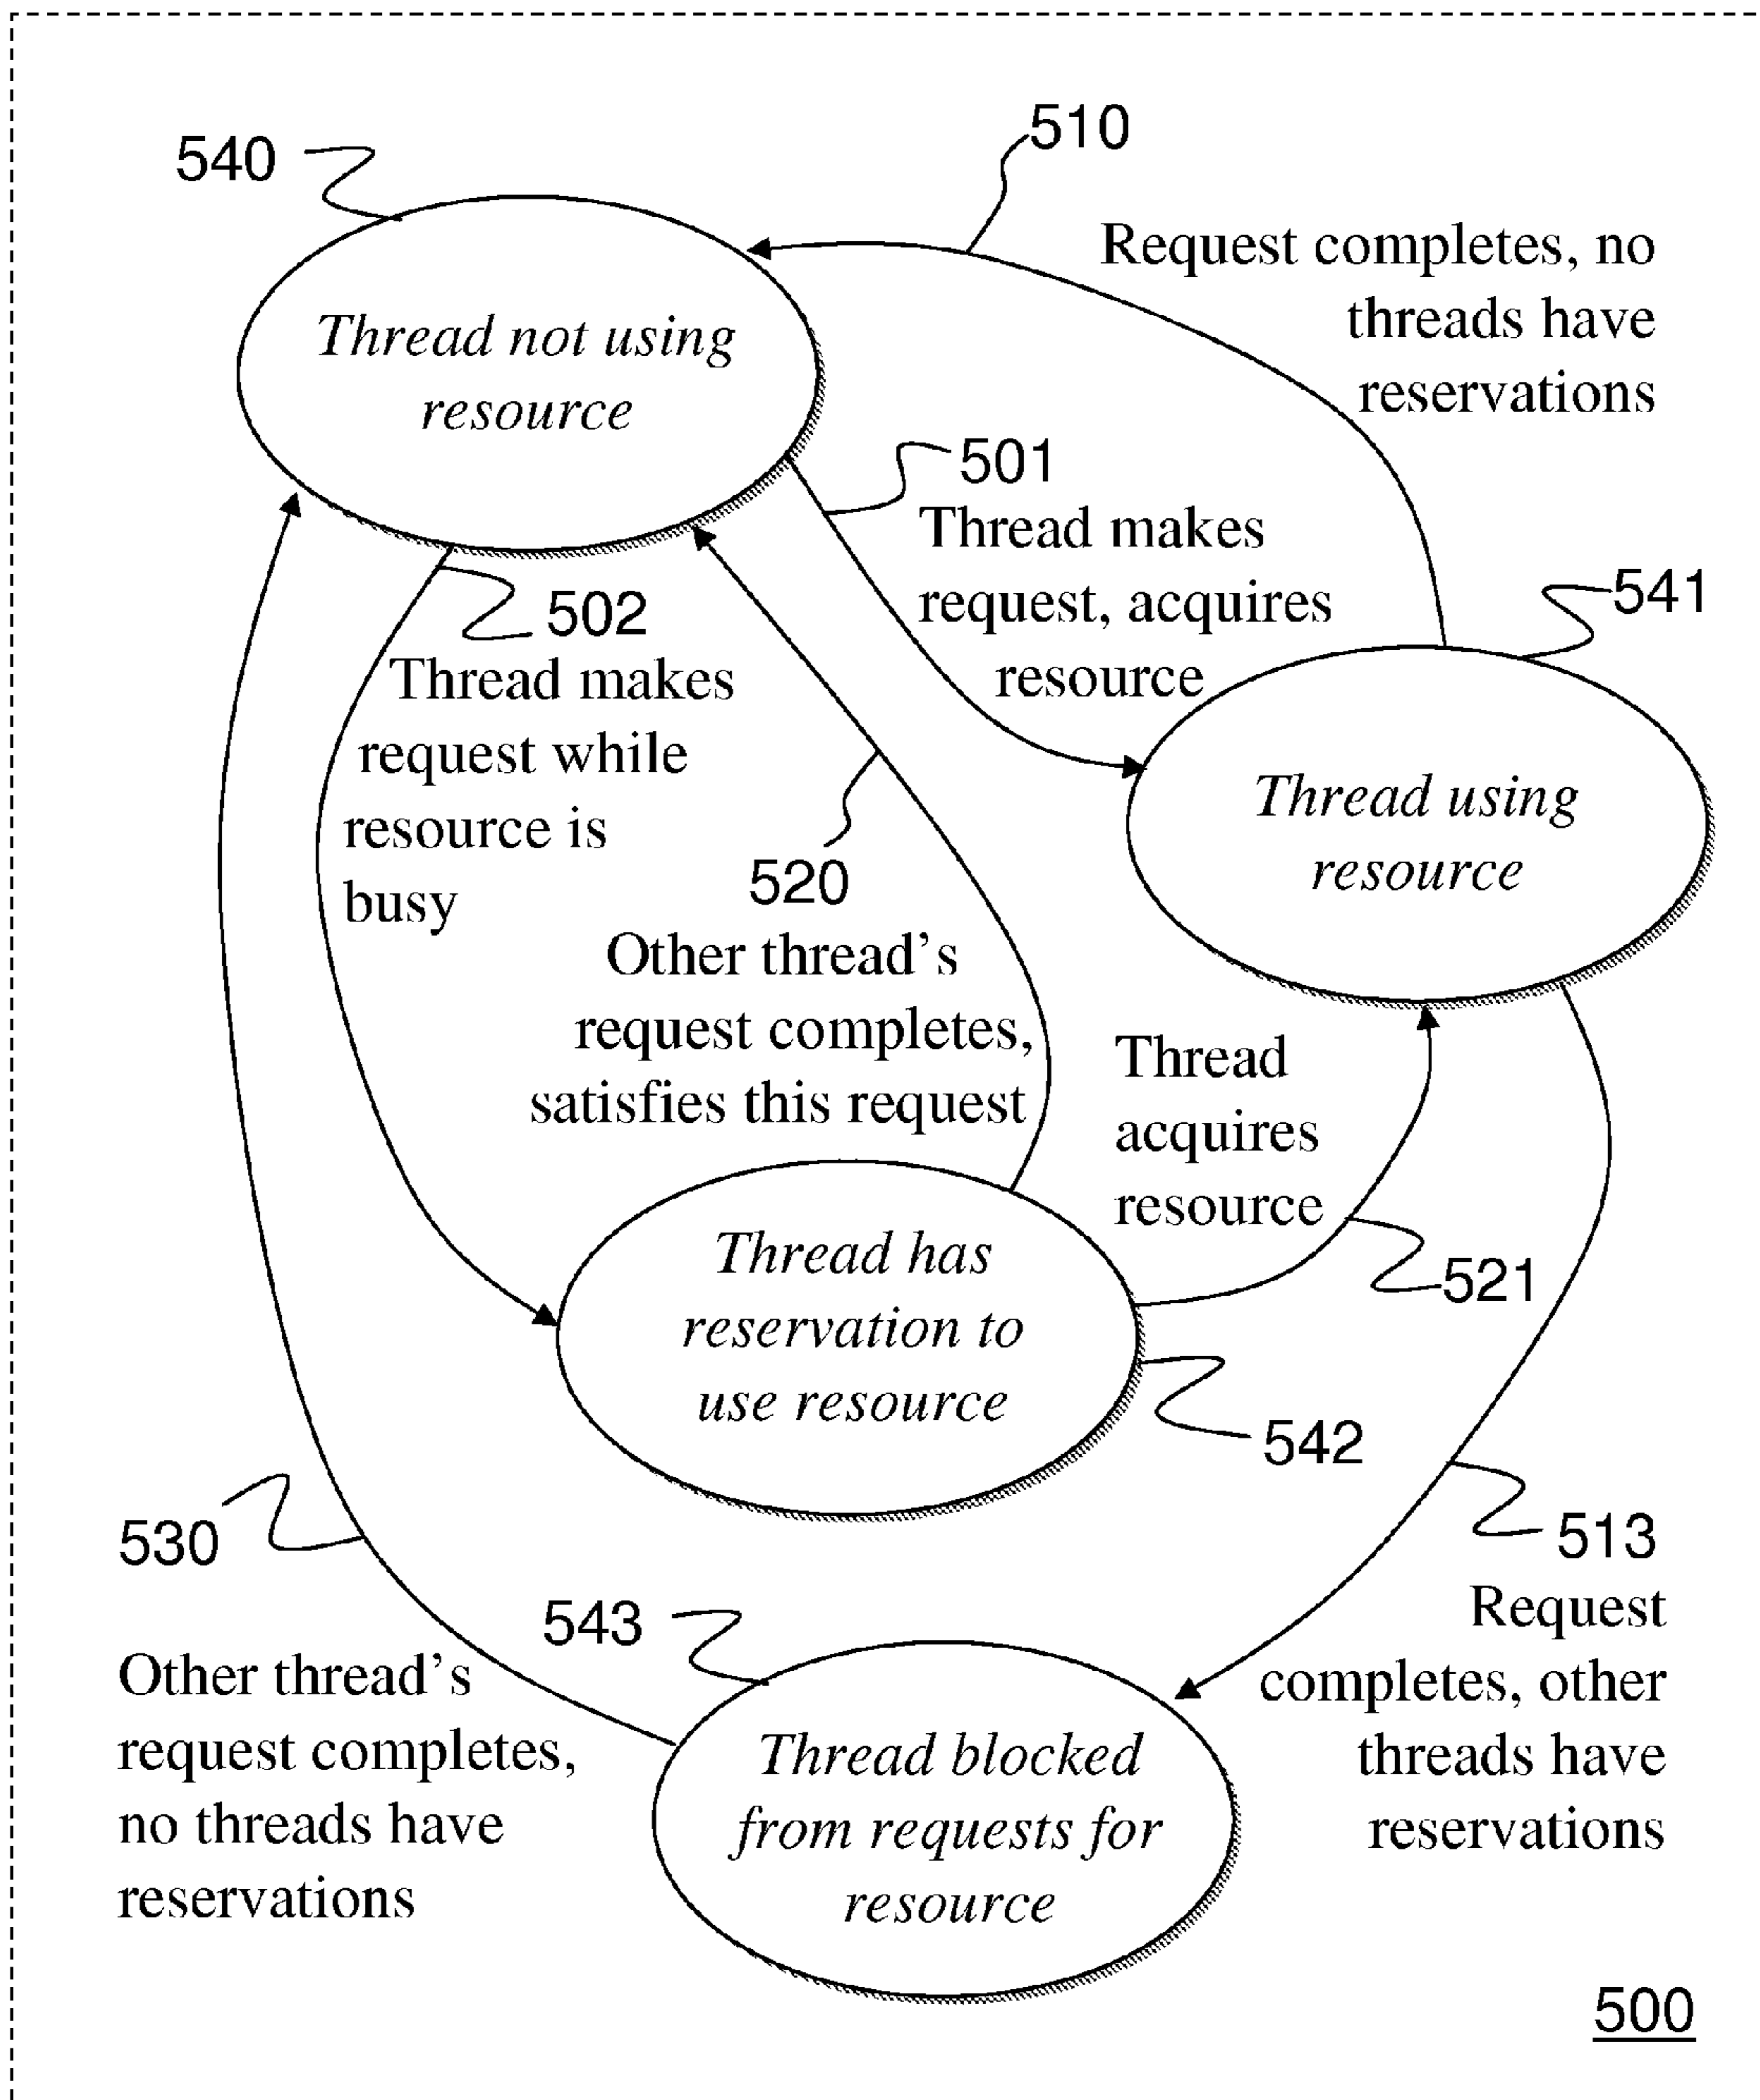 540
510
Request completes, no
threads have
reservations
Thread not using
resource
501
Thread makes
request, acquires
resource
541
502
Thread makes
request while
resource is
busy
Thread using
resource
520
Other thread's
request completes,
satisfies this request
Thread
acquires
resource
521
Thread has
reservation to
use resource
542
530
Other thread's
request completes,
no threads have
reservations
513
Request
completes, other
threads have
reservations
543
Thread blocked
from requests for
resource
500